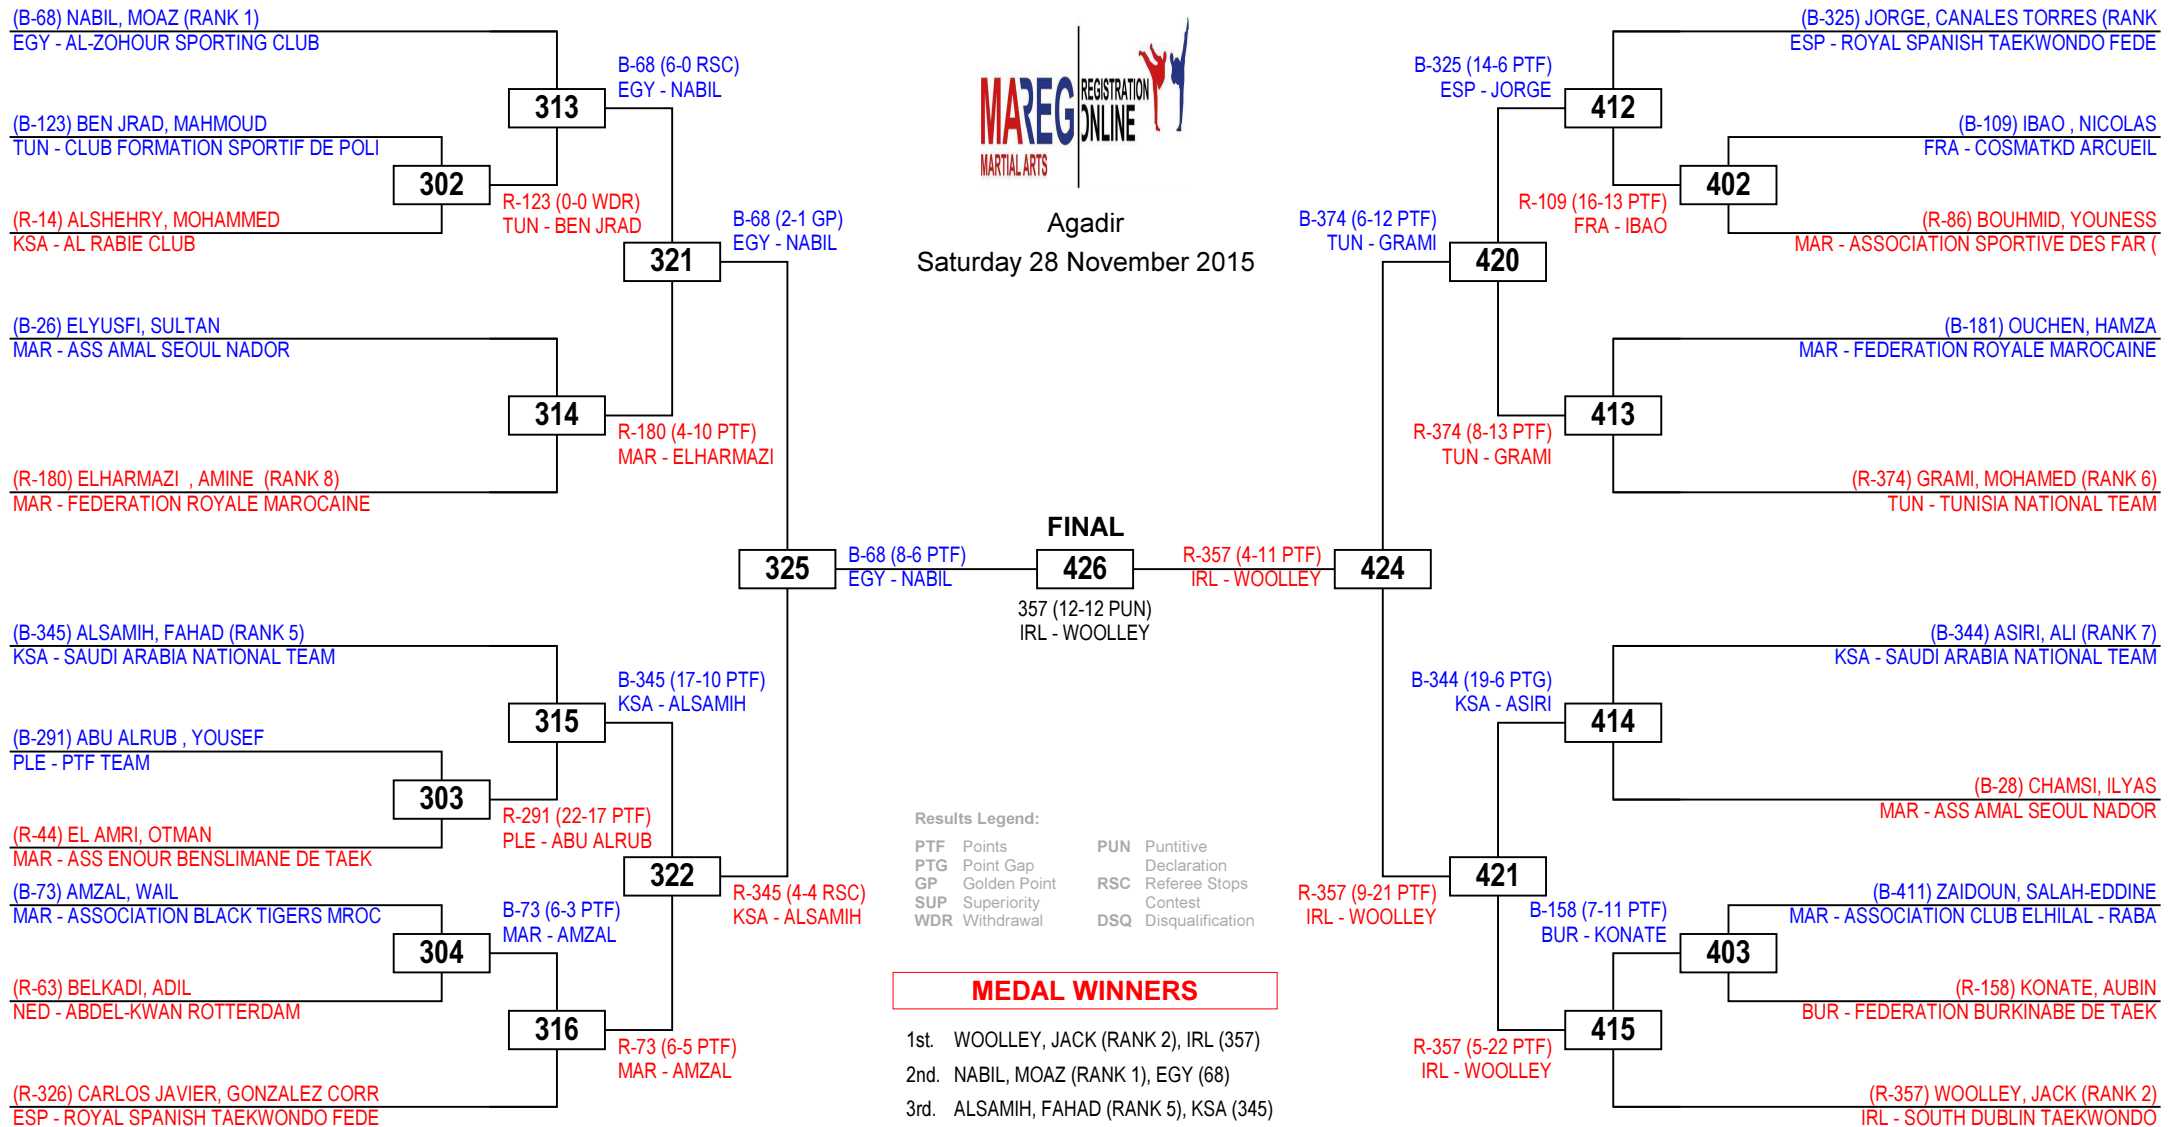 (B-68) NABIL, MOAZ (RANK 1)
EGY - AL-ZOHOUR SPORTING CLUB
313
B-68 (6-0 RSC)
EGY - NABIL
(B-123) BEN JRAD, MAHMOUD
TUN - CLUB FORMATION SPORTIF DE POLI
302
R-123 (0-0 WDR)
TUN - BEN JRAD
(R-14) ALSHEHRY, MOHAMMED
KSA - AL RABIE CLUB
321
B-68 (2-1 GP)
EGY - NABIL
(B-26) ELYUSFI, SULTAN
MAR - ASS AMAL SEOUL NADOR
314
R-180 (4-10 PTF)
MAR - ELHARMAZI
(R-180) ELHARMAZI , AMINE (RANK 8)
MAR - FEDERATION ROYALE MAROCAINE
325
B-68 (8-6 PTF)
EGY - NABIL
(B-345) ALSAMIH, FAHAD (RANK 5)
KSA - SAUDI ARABIA NATIONAL TEAM
315
B-345 (17-10 PTF)
KSA - ALSAMIH
(B-291) ABU ALRUB , YOUSEF
PLE - PTF TEAM
303
R-291 (22-17 PTF)
PLE - ABU ALRUB
(R-44) EL AMRI, OTMAN
MAR - ASS ENOUR BENSLIMANE DE TAEK
322
R-345 (4-4 RSC)
KSA - ALSAMIH
(B-73) AMZAL, WAIL
MAR - ASSOCIATION BLACK TIGERS MROC
304
B-73 (6-3 PTF)
MAR - AMZAL
(R-63) BELKADI, ADIL
NED - ABDEL-KWAN ROTTERDAM
316
R-73 (6-5 PTF)
MAR - AMZAL
(R-326) CARLOS JAVIER, GONZALEZ CORR
ESP - ROYAL SPANISH TAEKWONDO FEDE
MAREG
REGISTRATION
ONLINE
MARTIAL ARTS
Agadir
Saturday 28 November 2015
FINAL
426
357 (12-12 PUN)
IRL - WOOLLEY
Results Legend:
PTF Points
PTG Point Gap
GP Golden Point
SUP Superiority
WDR Withdrawal
PUN Puntitive
Declaration
RSC Referee Stops
Contest
DSQ Disqualification
MEDAL WINNERS
1st. WOOLLEY, JACK (RANK 2), IRL (357)
2nd. NABIL, MOAZ (RANK 1), EGY (68)
3rd. ALSAMIH, FAHAD (RANK 5), KSA (345)
(B-325) JORGE, CANALES TORRES (RANK
ESP - ROYAL SPANISH TAEKWONDO FEDE
B-325 (14-6 PTF)
ESP - JORGE
412
(B-109) IBAO , NICOLAS
FRA - COSMATKD ARCUEIL
402
R-109 (16-13 PTF)
FRA - IBAO
(R-86) BOUHMID, YOUNESS
MAR - ASSOCIATION SPORTIVE DES FAR (
B-374 (6-12 PTF)
TUN - GRAMI
420
(B-181) OUCHEN, HAMZA
MAR - FEDERATION ROYALE MAROCAINE
413
R-374 (8-13 PTF)
TUN - GRAMI
(R-374) GRAMI, MOHAMED (RANK 6)
TUN - TUNISIA NATIONAL TEAM
R-357 (4-11 PTF)
IRL - WOOLLEY
424
(B-344) ASIRI, ALI (RANK 7)
KSA - SAUDI ARABIA NATIONAL TEAM
B-344 (19-6 PTG)
KSA - ASIRI
414
(B-28) CHAMSI, ILYAS
MAR - ASS AMAL SEOUL NADOR
421
R-357 (9-21 PTF)
IRL - WOOLLEY
(B-411) ZAIDOUN, SALAH-EDDINE
MAR - ASSOCIATION CLUB ELHILAL - RABA
B-158 (7-11 PTF)
BUR - KONATE
403
(R-158) KONATE, AUBIN
BUR - FEDERATION BURKINABE DE TAEK
415
R-357 (5-22 PTF)
IRL - WOOLLEY
(R-357) WOOLLEY, JACK (RANK 2)
IRL - SOUTH DUBLIN TAEKWONDO